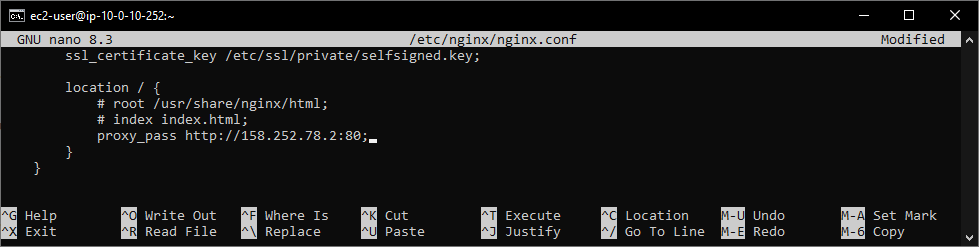 ec2-user@ip-10-0-10-252:~
GNU nano 8.3 /etc/nginx/nginx.conf Modified
ssl_certificate_key /etc/ssl/private/selfsigned.key;
location / {
# root /usr/share/nginx/html;
# index index.html;
proxy_pass http://158.252.78.2:80;
}
}
^G Help ^O Write Out ^F Where Is ^K Cut ^T Execute ^C Location M-U Undo M-A Set Mark
^X Exit ^R Read File ^\ Replace ^U Paste ^J Justify ^/ Go To Line M-E Redo M-6 Copy